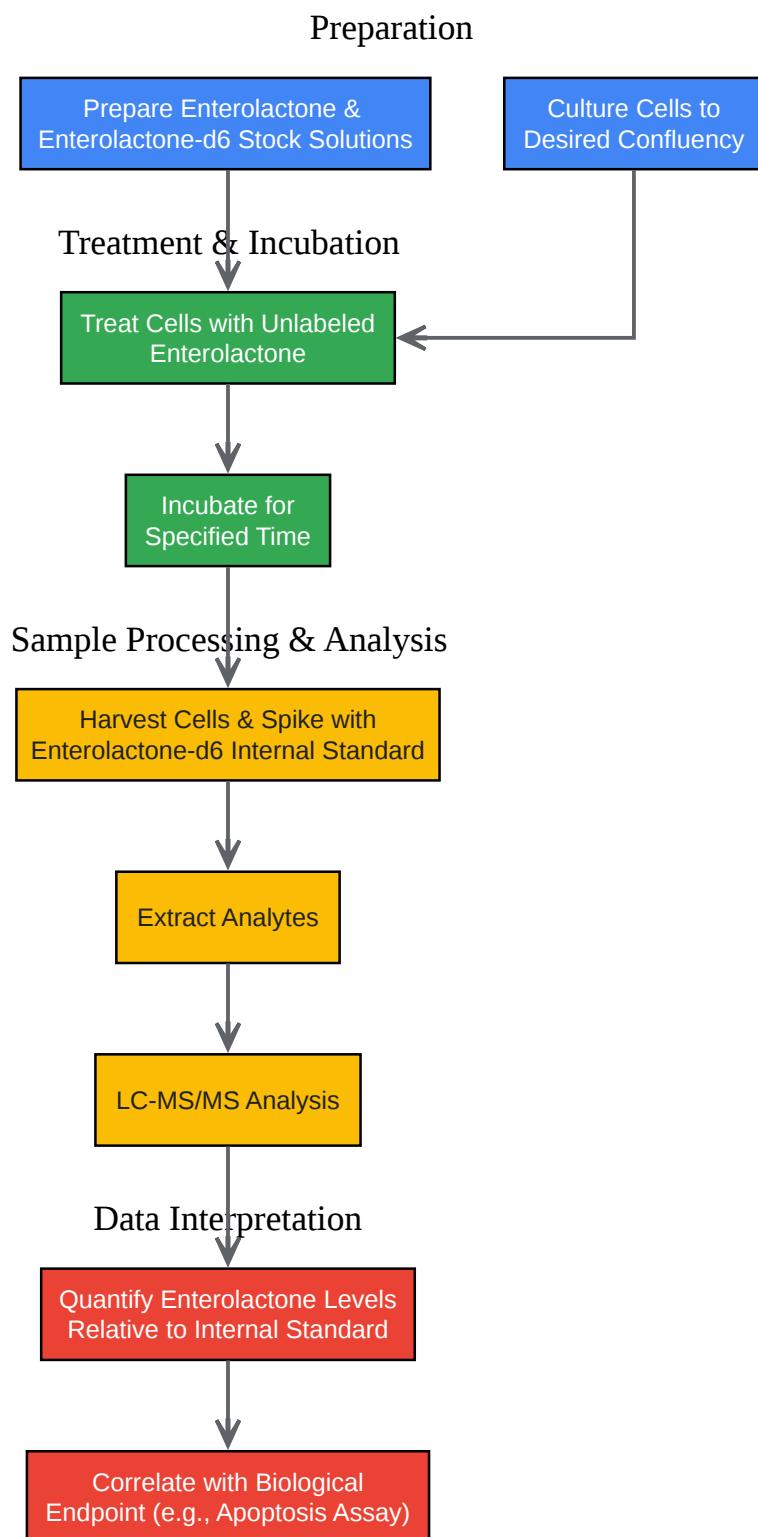 Preparation
Prepare Enterolactone &
Enterolactone-d6 Stock Solutions
Culture Cells to
Desired Confluency
Treatment & Incubation
Treat Cells with Unlabeled
Enterolactone
Incubate for
Specified Time
Sample Processing & Analysis
Harvest Cells & Spike with
Enterolactone-d6 Internal Standard
Extract Analytes
LC-MS/MS Analysis
Data Interpretation
Quantify Enterolactone Levels
Relative to Internal Standard
Correlate with Biological
Endpoint (e.g., Apoptosis Assay)